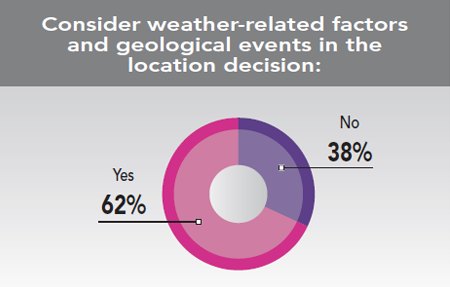 Consider weather-related factors
and geological events in the
location decision:
No
38%
Yes
62%